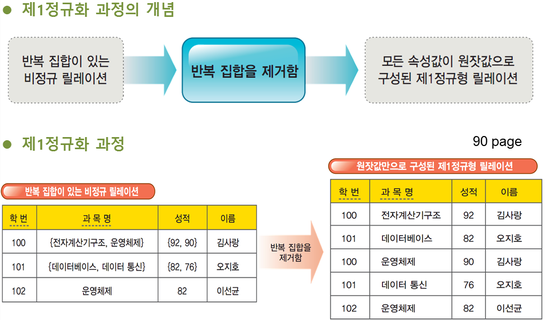 제1정규화 과정의 개념
반복 집합이 있는
비정규 릴레이션
반복 집합을 제거함
모든 속성값이 원잣값으로
구성된 제1정규형 릴레이션
제1정규화 과정
90 page
반복 집합이 있는 비정규 릴레이션
학 번 과 목 명 성적 이름
100 {전자계산기구조, 운영체제} {92, 90} 김사랑
101 {데이터베이스, 데이터 통신} {82, 76} 오지호
102 운영체제 82 이선균
반복 집합을
제거함
원잣값만으로 구성된 제1정규형 릴레이션
학 번 과 목 명 성적 이름
100 전자계산기구조 92 김사랑
101 데이터베이스 82 오지호
100 운영체제 90 김사랑
101 데이터 통신 76 오지호
102 운영체제 82 이선균